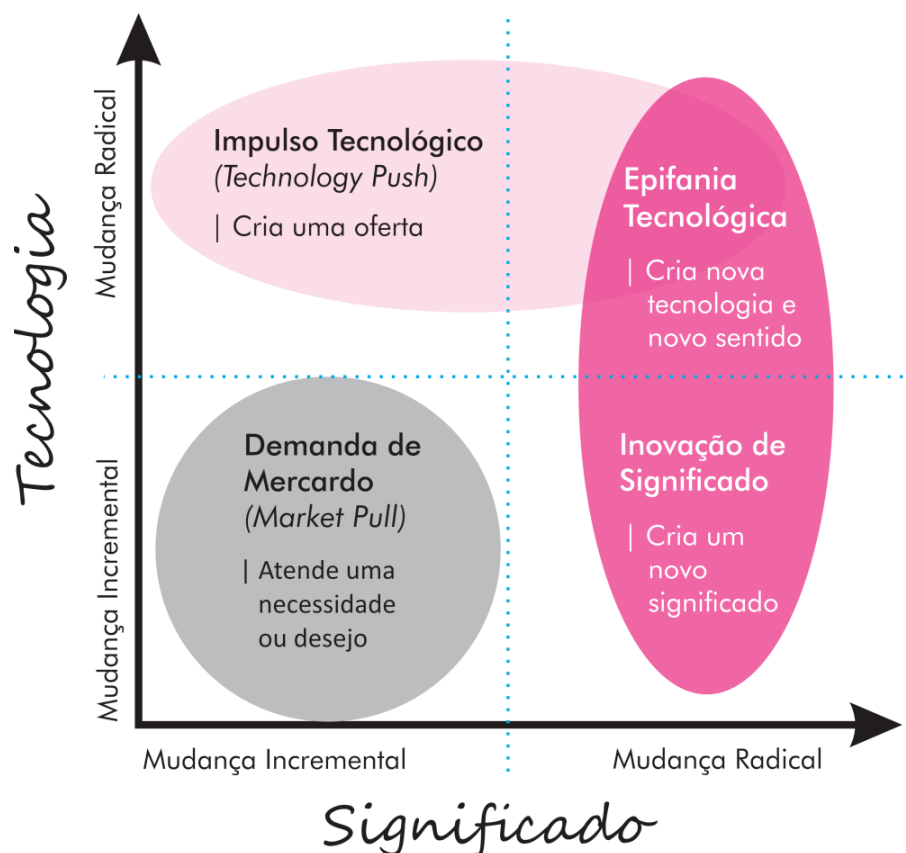 Tecnologia
Mudança Radical
Mudança Incremental
Impulso Tecnológico
(Technology Push)
| Cria uma oferta
Epifania
Tecnológica
| Cria nova
tecnologia e
novo sentido
Demanda de
Mercardo
(Market Pull)
| Atende uma
necessidade
ou desejo
Inovação de
Significado
| Cria um
novo
significado
Mudança Incremental
Mudança Radical
Significado